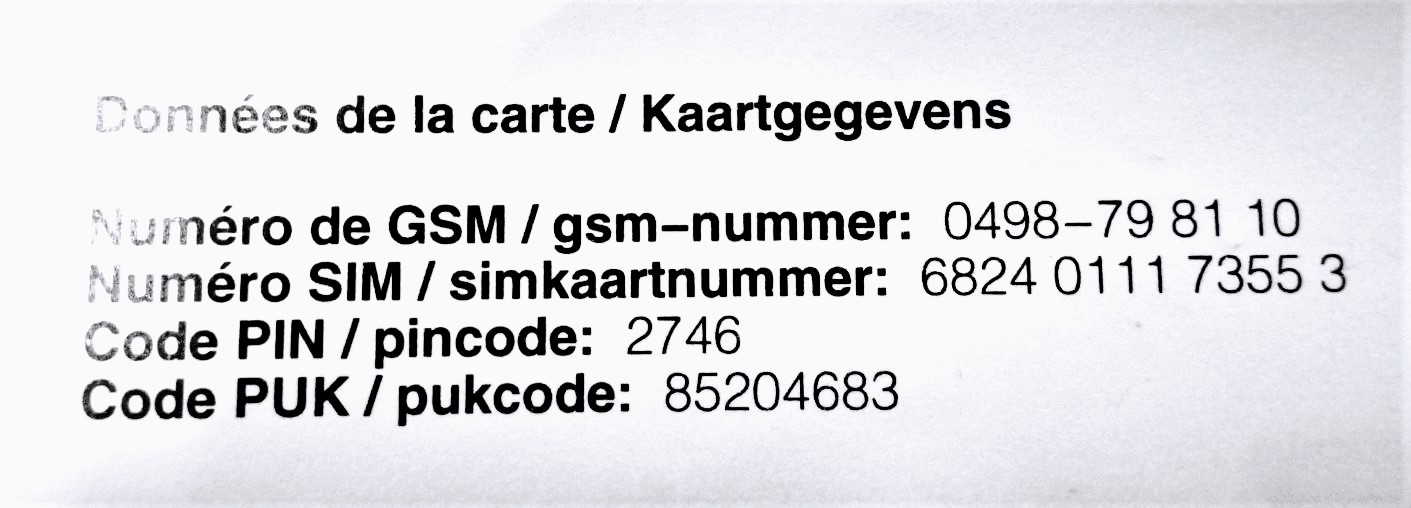 Données de la carte / Kaartgegevens
Numéro de GSM / gsm–nummer: 0498–79 81 10
Numéro SIM / simkaartnummer: 6824 0111 7355 3
Code PIN / pincode: 2746
Code PUK / pukcode: 85204683